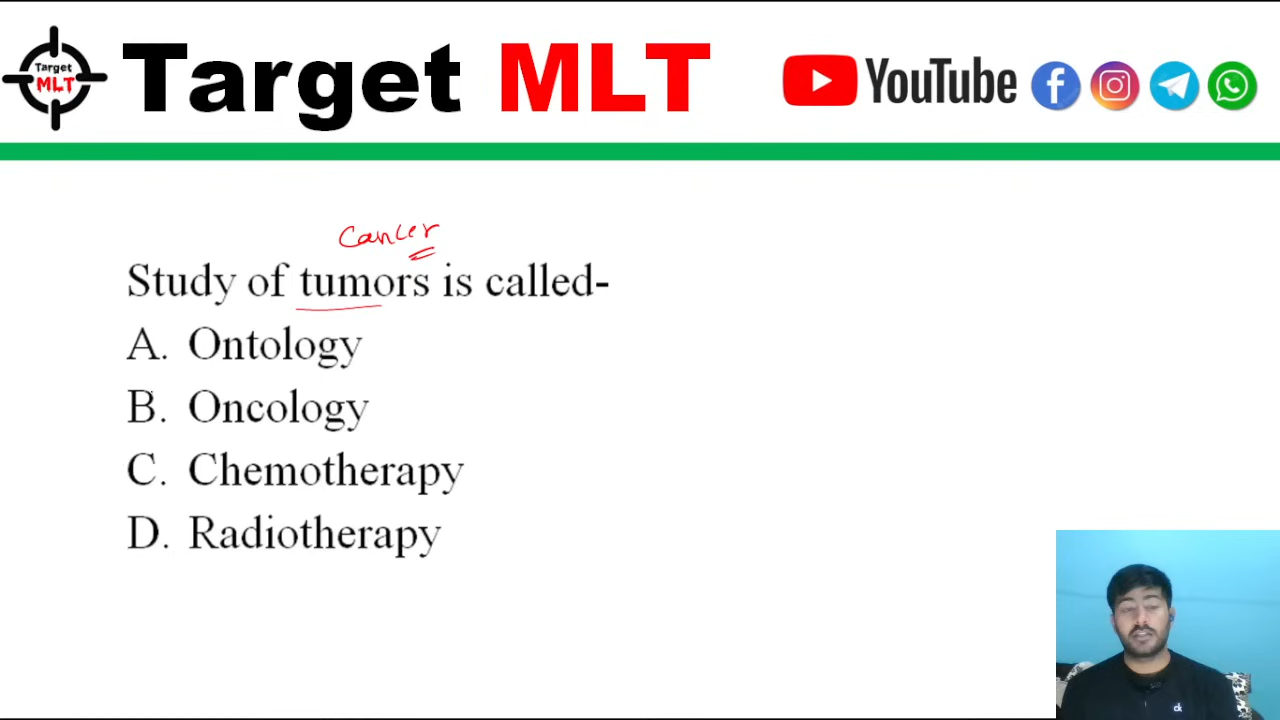 Target MLT
Target MLT YouTube
Cancer
Study of tumors is called-
A. Ontology
B. Oncology
C. Chemotherapy
D. Radiotherapy